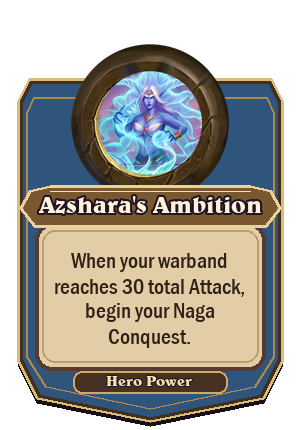 Azshara's Ambition
When your warband
reaches 30 total Attack,
begin your Naga
Conquest.
Hero Power